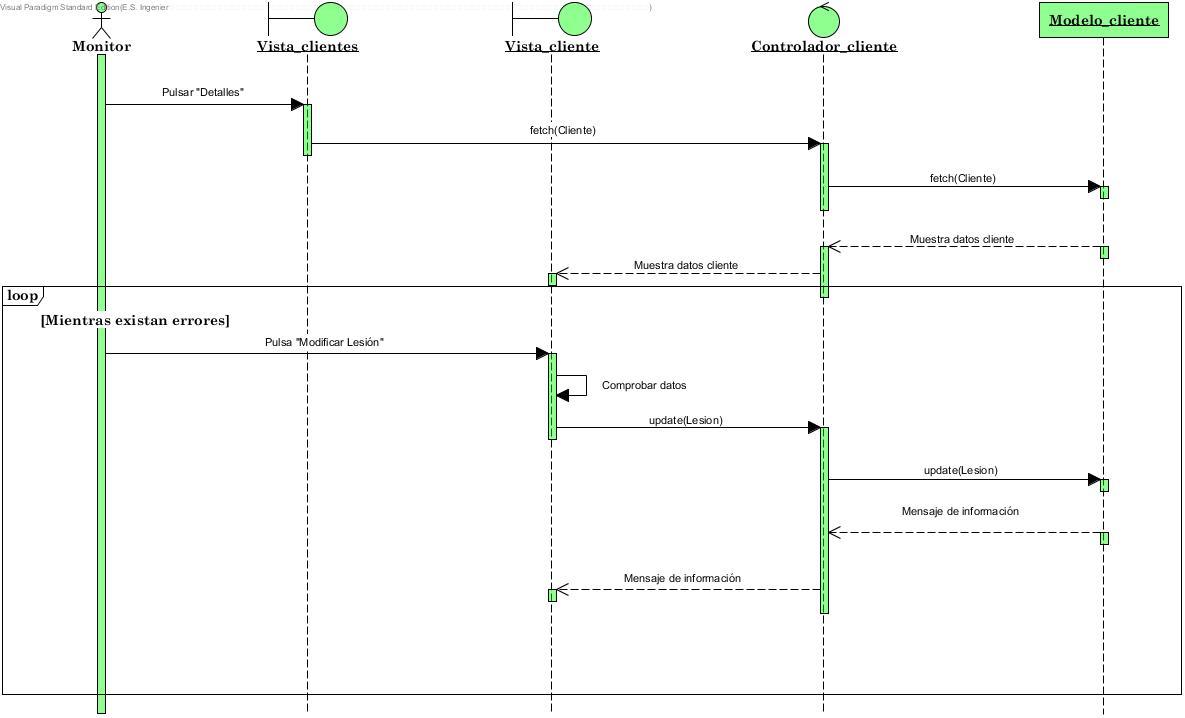 Visual Paradigm Standard Edition(E.S. Ingenier )
Monitor
Vista_clientes
Vista_cliente
Controlador_cliente
Modelo_cliente
Pulsar "Detalles"
fetch(Cliente)
fetch(Cliente)
Muestra datos cliente
Muestra datos cliente
loop
[Mientras existan errores]
Pulsa "Modificar Lesión"
Comprobar datos
update(Lesion)
update(Lesion)
Mensaje de información
Mensaje de información